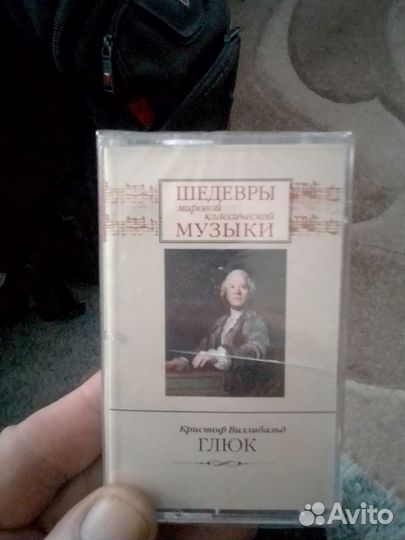 ШЕДЕВРЫ
мировой
классической
МУЗЫКИ
Кристоф Виллибальд
ГЛЮК
Avito